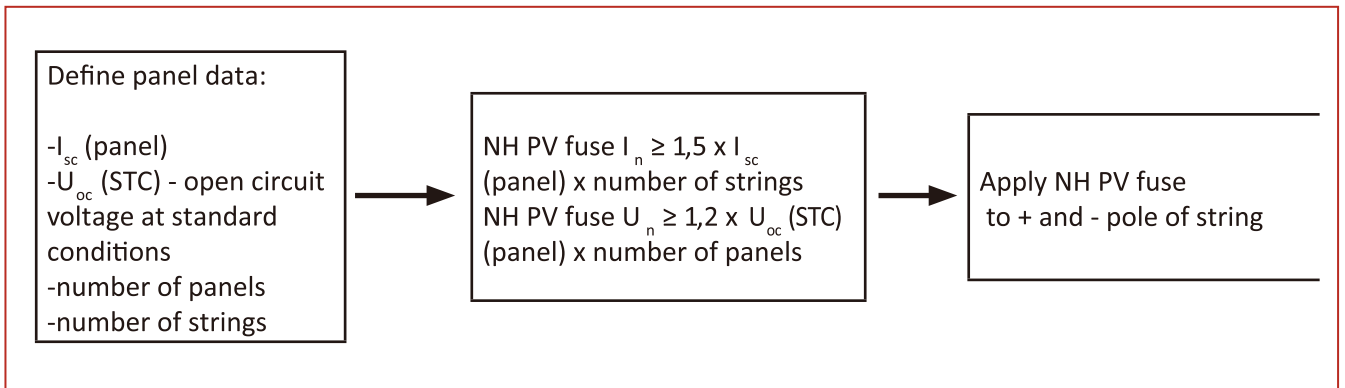 Define panel data:
-Isc (panel)
-Uoc (STC) - open circuit
voltage at standard
conditions
-number of panels
-number of strings
NH PV fuse In ≥ 1,5 x Isc
(panel) x number of strings
NH PV fuse Un ≥ 1,2 x Uoc (STC)
(panel) x number of panels
Apply NH PV fuse
to + and - pole of string